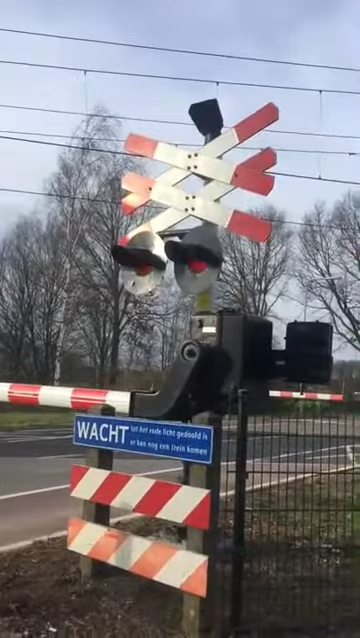 WACHT tot het rode licht gedoofd is
er kan nog een trein komen